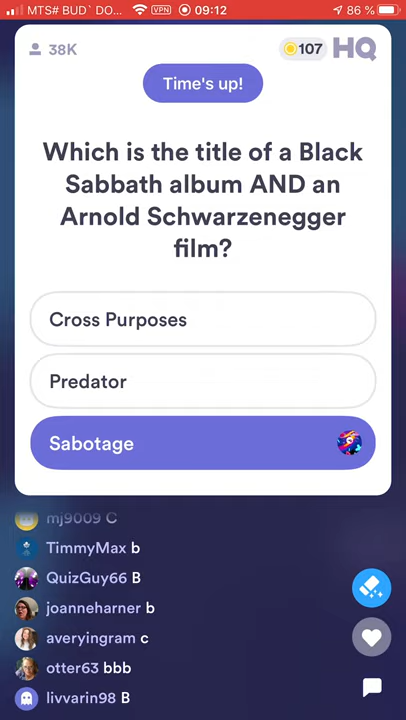 MTS# BUD` DO... VPN 09:12 86 %
38K 107 HQ
Time's up!
Which is the title of a Black
Sabbath album AND an
Arnold Schwarzenegger
film?
Cross Purposes
Predator
Sabotage
mj9009 C
TimmyMax b
QuizGuy66 B
joanneharner b
averyingram c
otter63 bbb
livvarin98 B